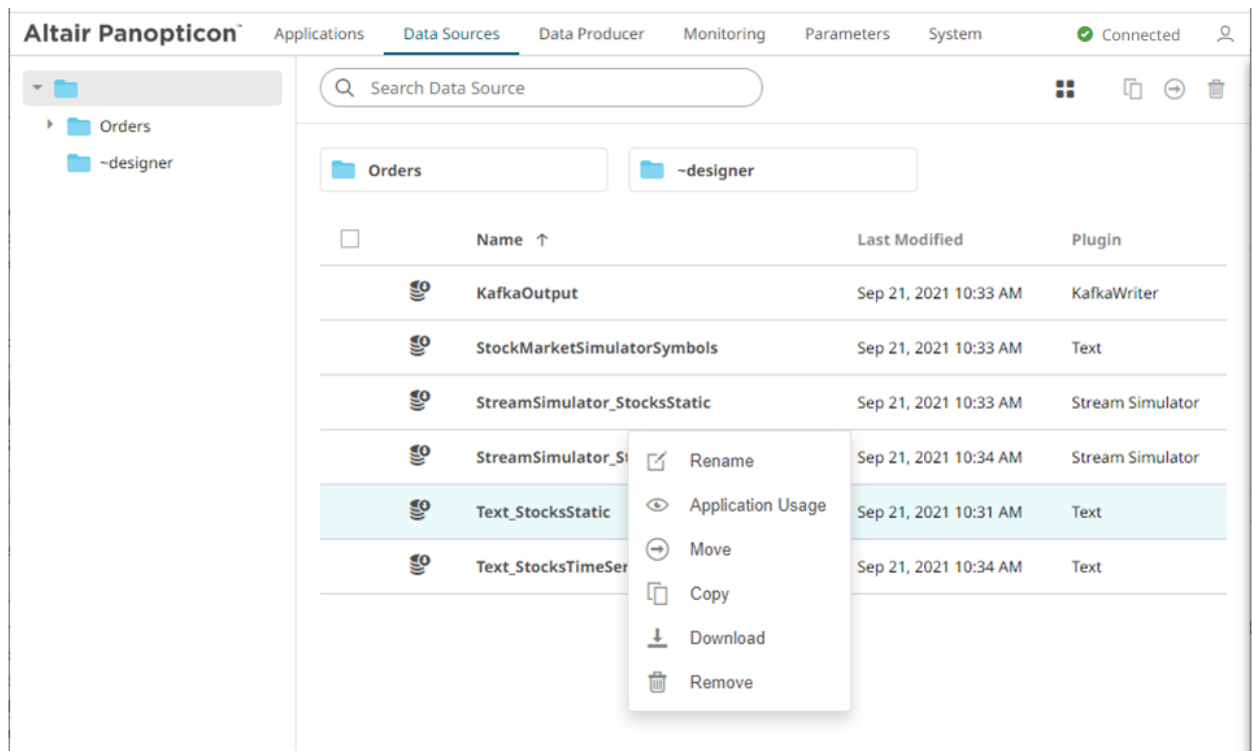 Altair Panopticon™ Applications Data Sources Data Producer Monitoring Parameters System Connected
Search Data Source
Orders
~designer
Orders ~designer
Name ↑ Last Modified Plugin
KafkaOutput Sep 21, 2021 10:33 AM KafkaWriter
StockMarketSimulatorSymbols Sep 21, 2021 10:33 AM Text
StreamSimulator_StocksStatic Sep 21, 2021 10:33 AM Stream Simulator
StreamSimulator_St Sep 21, 2021 10:34 AM Stream Simulator
Text_StocksStatic Sep 21, 2021 10:31 AM Text
Text_StocksTimeSer Sep 21, 2021 10:34 AM Text
Rename
Application Usage
Move
Copy
Download
Remove